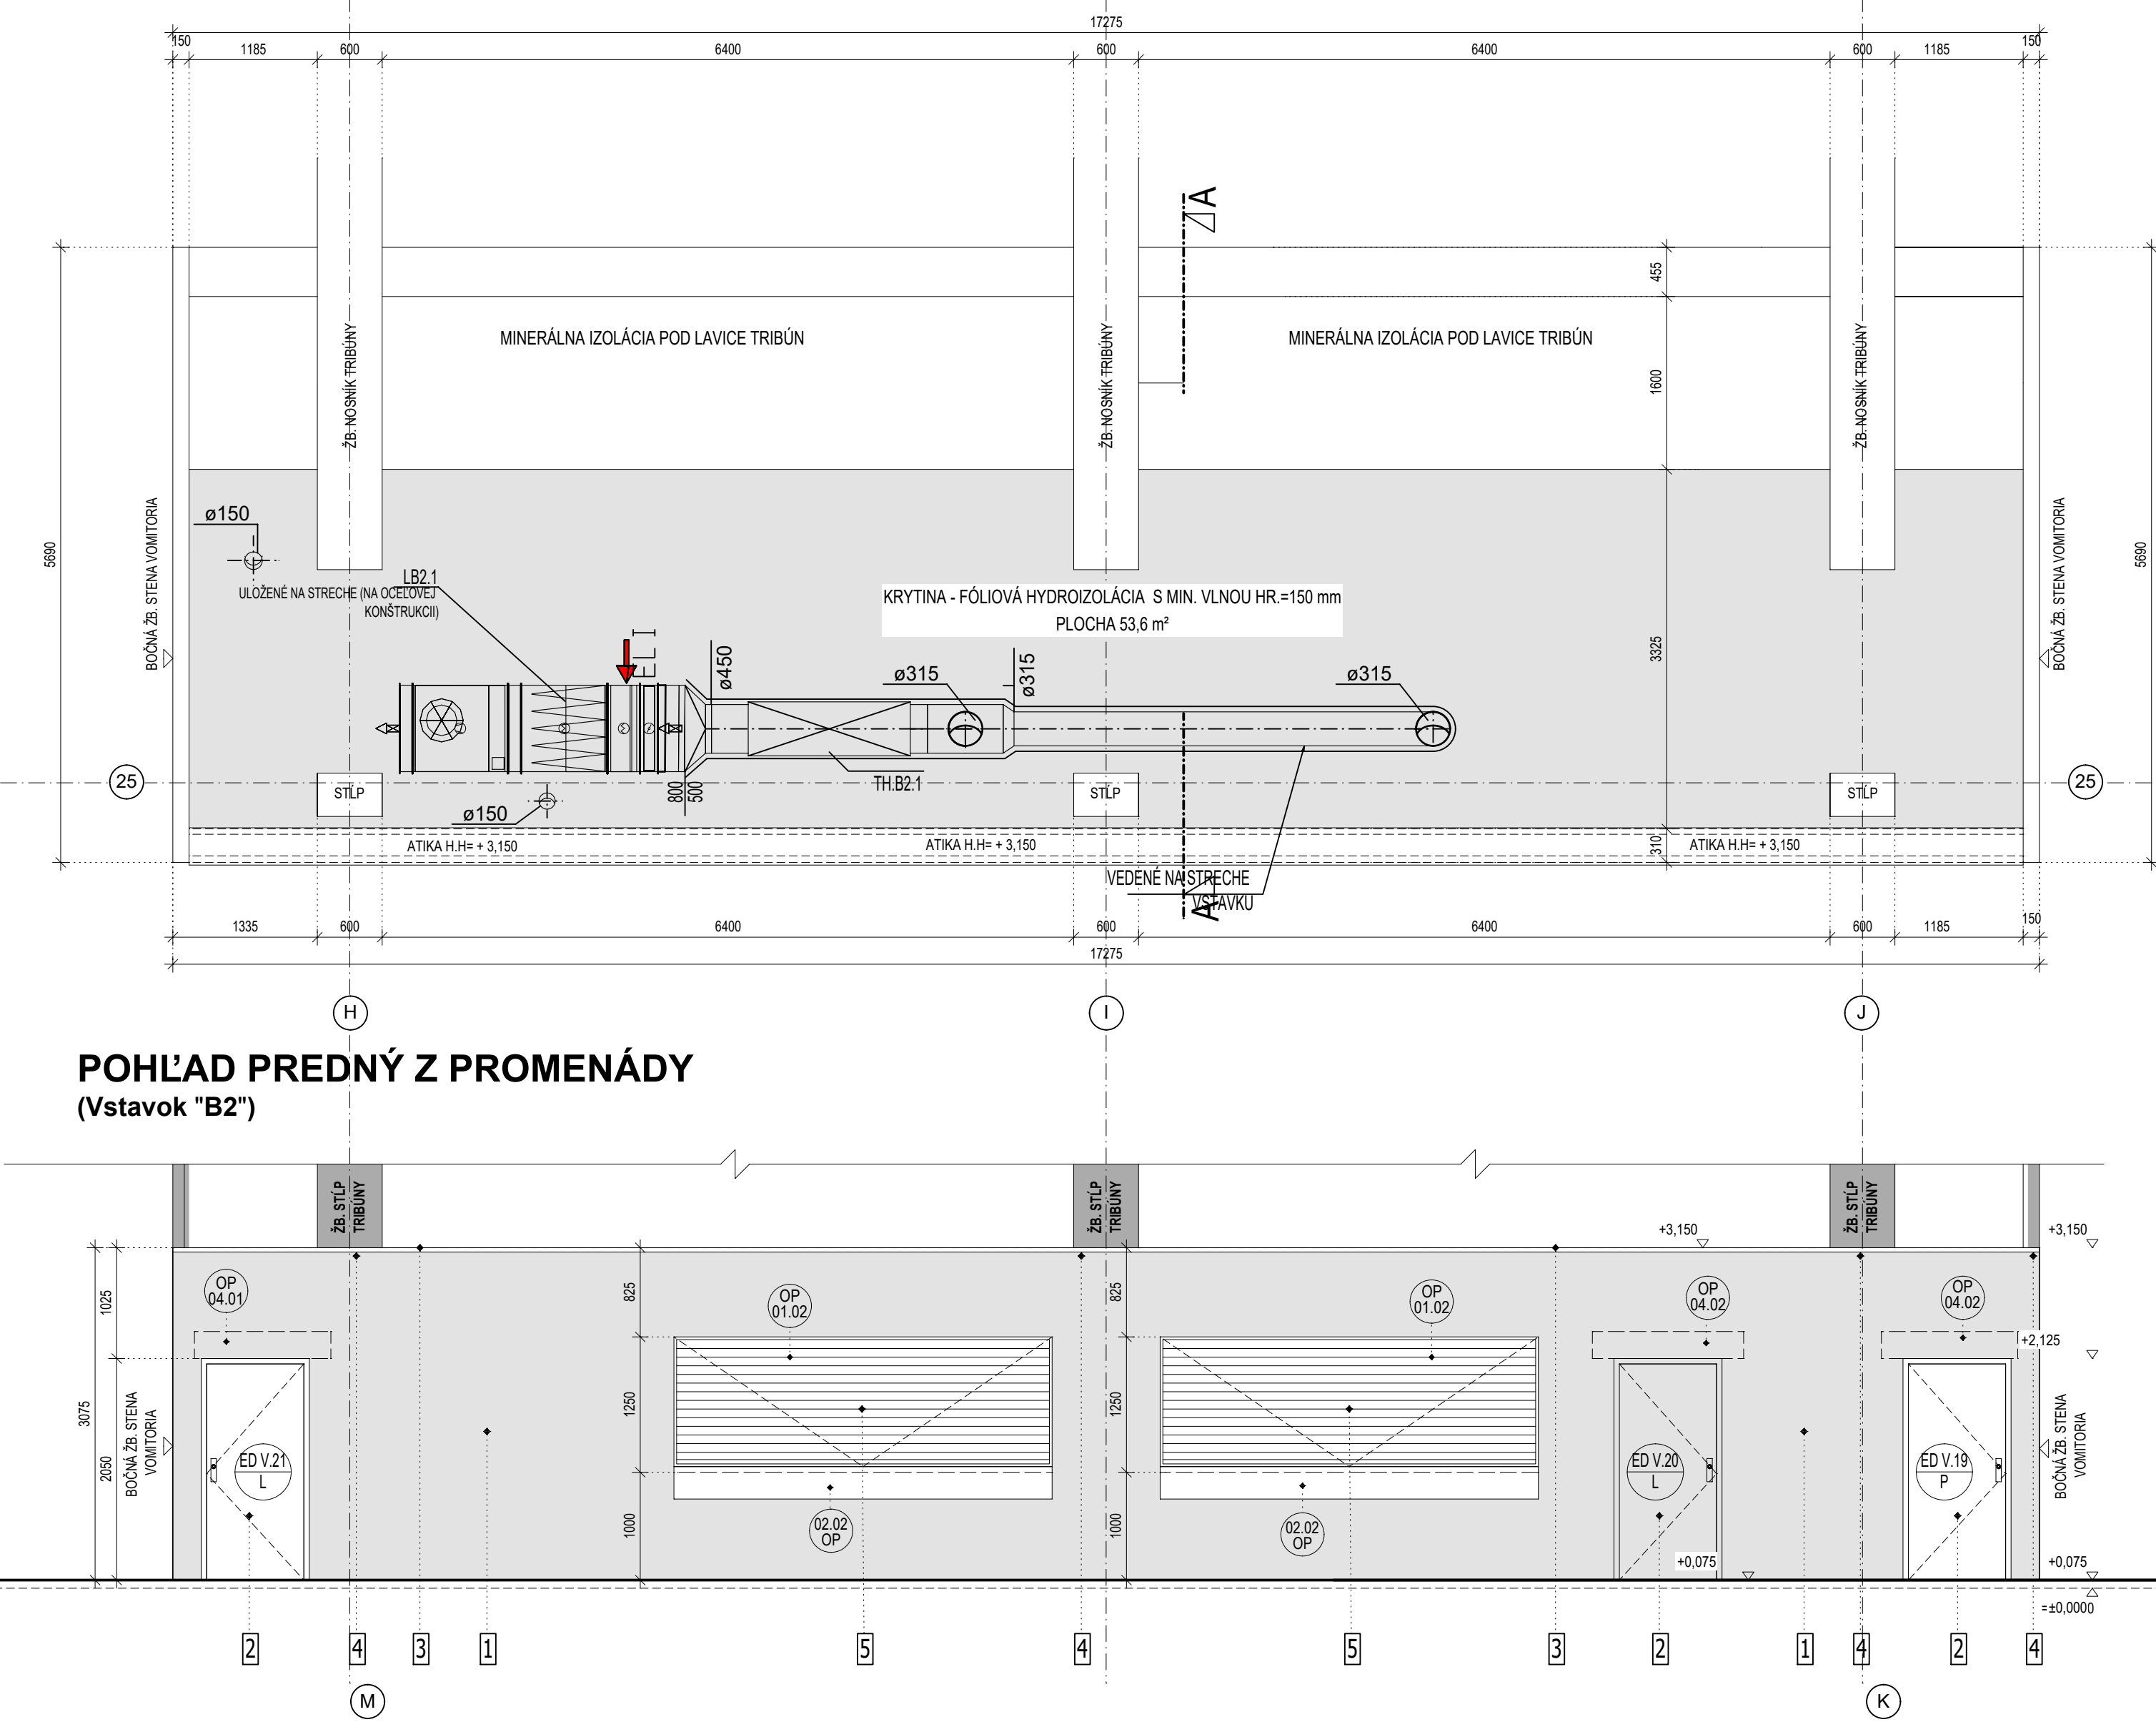 17275
150 1185 600 6400 600 6400 600 1185 150
A
455
MINERÁLNA IZOLÁCIA POD LAVICE TRIBÚN
MINERÁLNA IZOLÁCIA POD LAVICE TRIBÚN
ŽB. NOSNÍK TRIBÚNY
ŽB. NOSNÍK TRIBÚNY
ŽB. NOSNÍK TRIBÚNY
1600
5690
BOČNÁ ŽB. STENA VOMITORIA
ø150
LB2.1
ULOŽENÉ NA STRECHE (NA OCEĽOVEJ
KONŠTRUKCII)
KRYTINA - FÓLIOVÁ HYDROIZOLÁCIA S MIN. VLNOU HR.=150 mm
PLOCHA 53,6 m²
3325
BOČNÁ ŽB. STENA VOMITORIA
5690
ø450
ø315
ø315
ø315
TH.B2.1
800
500
ø150
25
STĹP
STĹP
STĹP
25
ATIKA H.H= + 3,150
ATIKA H.H= + 3,150
ATIKA H.H= + 3,150
310
VEDENÉ NA STRECHE
VSTAVKU
A
1335 600 6400 600 6400 600 1185 150
17275
H I J
POHĽAD PREDNÝ Z PROMENÁDY
(Vstavok "B2")
ŽB. STĹP
TRIBÚNY
ŽB. STĹP
TRIBÚNY
ŽB. STĹP
TRIBÚNY
+3,150
+3,150
3075
1025
2050
BOČNÁ ŽB. STENA
VOMITORIA
OP
04.01
825
1250
1000
OP
01.02
825
1250
1000
OP
01.02
OP
04.02
OP
04.02
+2,125
ED V.21
L
02.02
OP
02.02
OP
ED V.20
L
ED V.19
P
BOČNÁ ŽB. STENA
VOMITORIA
+0,075
+0,075
=±0,0000
2 4 3 1 5 4 5 3 2 1 4 2 4
M K